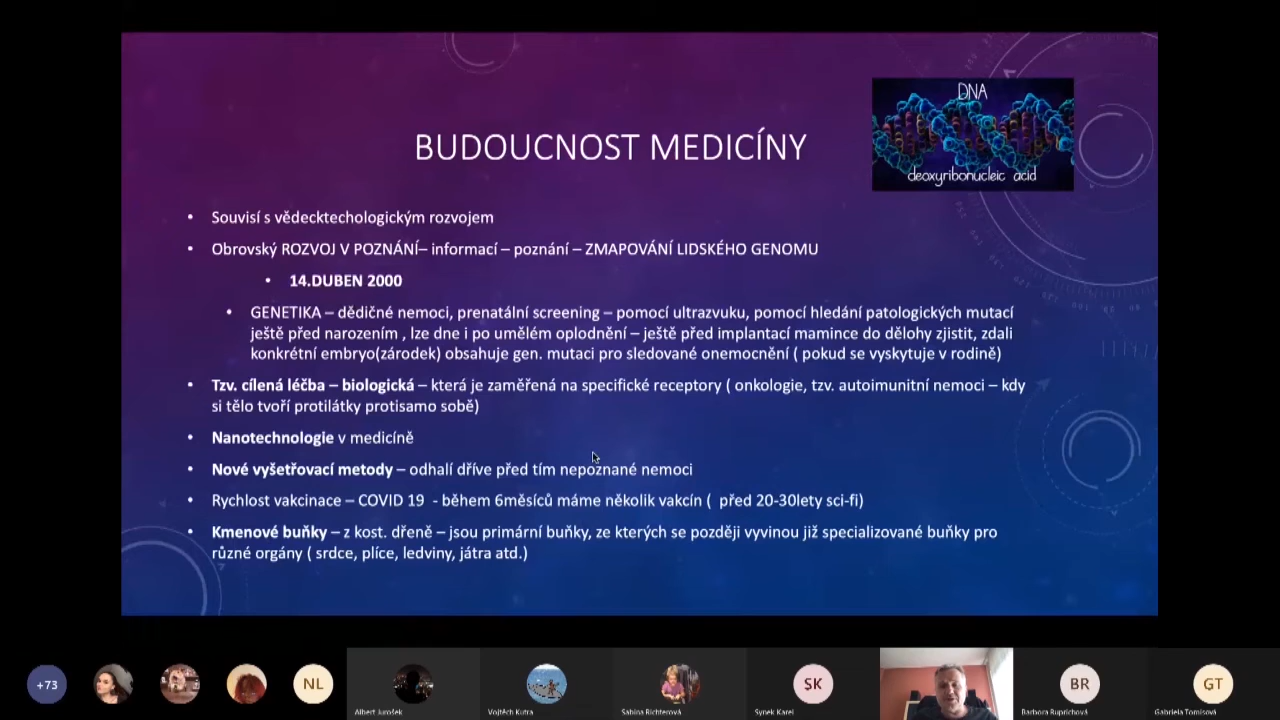 DNA
deoxyribonucleic acid
BUDOUCNOST MEDICÍNY
• Souvisí s vědecktechologickým rozvojem
• Obrovský ROZVOJ V POZNÁNÍ– informací – poznání – ZMAPOVÁNÍ LIDSKÉHO GENOMU
• 14.DUBEN 2000
• GENETIKA – dědičné nemoci, prenatální screening – pomocí ultrazvuku, pomocí hledání patologických mutací
ještě před narozením , lze dne i po umělém oplodnění – ještě před implantací mamince do dělohy zjistit, zdali
konkrétní embryo(zárodek) obsahuje gen. mutaci pro sledované onemocnění ( pokud se vyskytuje v rodině)
• Tzv. cílená léčba – biologická – která je zaměřená na specifické receptory ( onkologie, tzv. autoimunitní nemoci – kdy
si tělo tvoří protilátky protisamo sobě)
• Nanotechnologie v medicíně
• Nové vyšetřovací metody – odhalí dříve před tím nepoznané nemoci
• Rychlost vakcinace – COVID 19 - během 6měsíců máme několik vakcín ( před 20-30lety sci-fi)
• Kmenové buňky – z kost. dřeně – jsou primární buňky, ze kterých se později vyvinou již specializované buňky pro
různé orgány ( srdce, plíce, ledviny, játra atd.)
+73
NL
SK
BR
GT
Albert Jurošek
Vojtěch Kutra
Sabina Richterová
Synek Karel
Barbora Ruprichová
Gabriela Tomisová